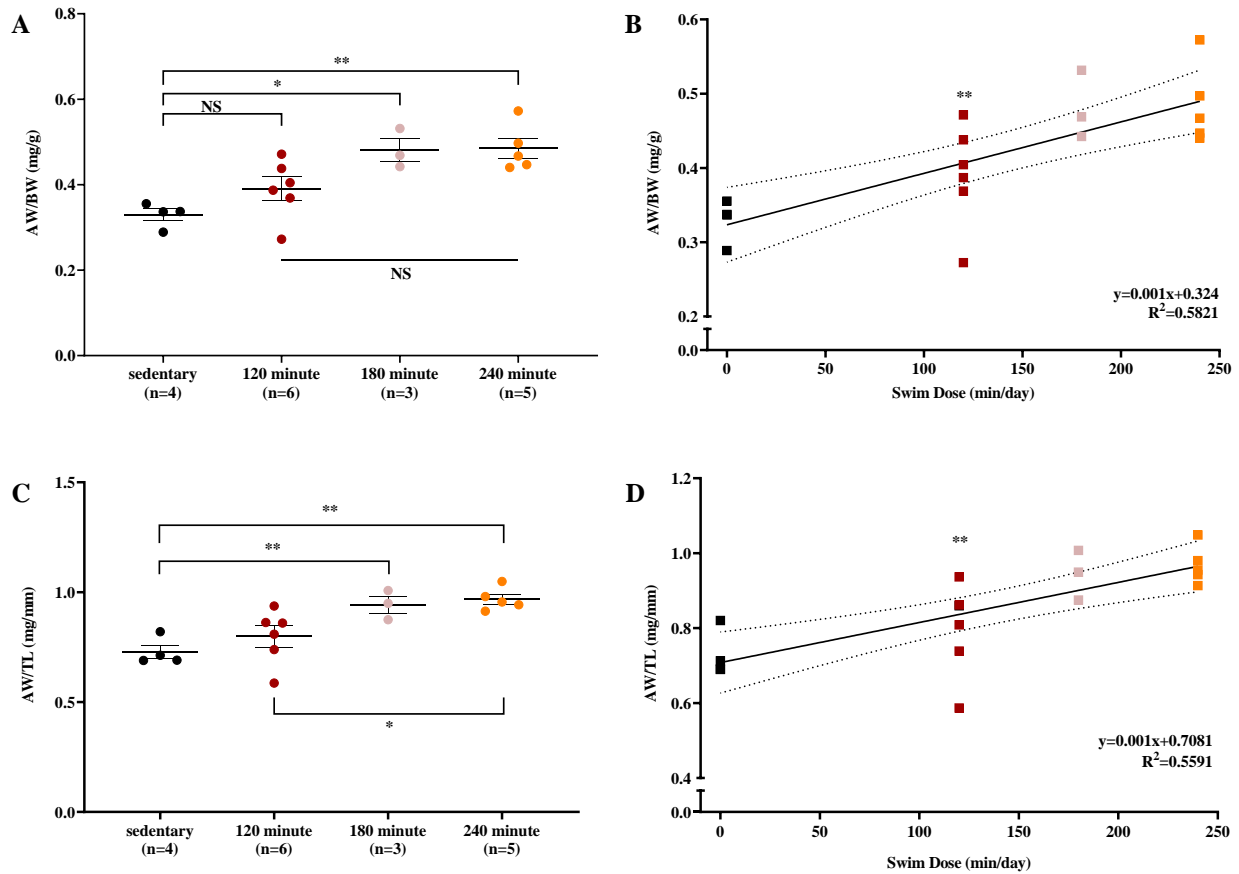 A
AW/BW (mg/g)
0.8
0.6
0.4
0.2
0.0
**
*
NS
NS
sedentary 120 minute 180 minute 240 minute
(n=4) (n=6) (n=3) (n=5)
B
AW/BW (mg/g)
0.6
0.5
0.4
0.3
0.2
0.0
**
y=0.001x+0.324
R²=0.5821
0 50 100 150 200 250
Swim Dose (min/day)
C
AW/TL (mg/mm)
1.5
1.0
0.5
0.0
**
**
*
sedentary 120 minute 180 minute 240 minute
(n=4) (n=6) (n=3) (n=5)
D
AW/TL (mg/mm)
1.2
1.0
0.8
0.6
0.4
0.0
**
y=0.001x+0.7081
R²=0.5591
0 50 100 150 200 250
Swim Dose (min/day)